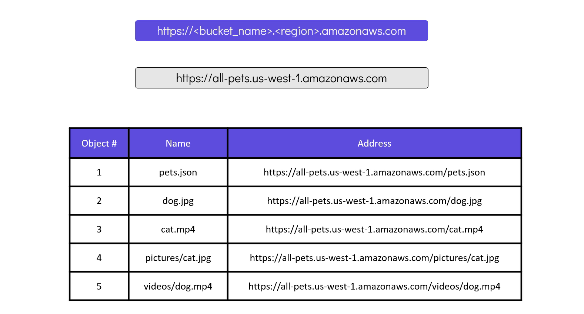 https://<bucket_name>.<region>.amazonaws.com
https://all-pets.us-west-1.amazonaws.com
Object # Name Address
1 pets.json https://all-pets.us-west-1.amazonaws.com/pets.json
2 dog.jpg https://all-pets.us-west-1.amazonaws.com/dog.jpg
3 cat.mp4 https://all-pets.us-west-1.amazonaws.com/cat.mp4
4 pictures/cat.jpg https://all-pets.us-west-1.amazonaws.com/pictures/cat.jpg
5 videos/dog.mp4 https://all-pets.us-west-1.amazonaws.com/videos/dog.mp4